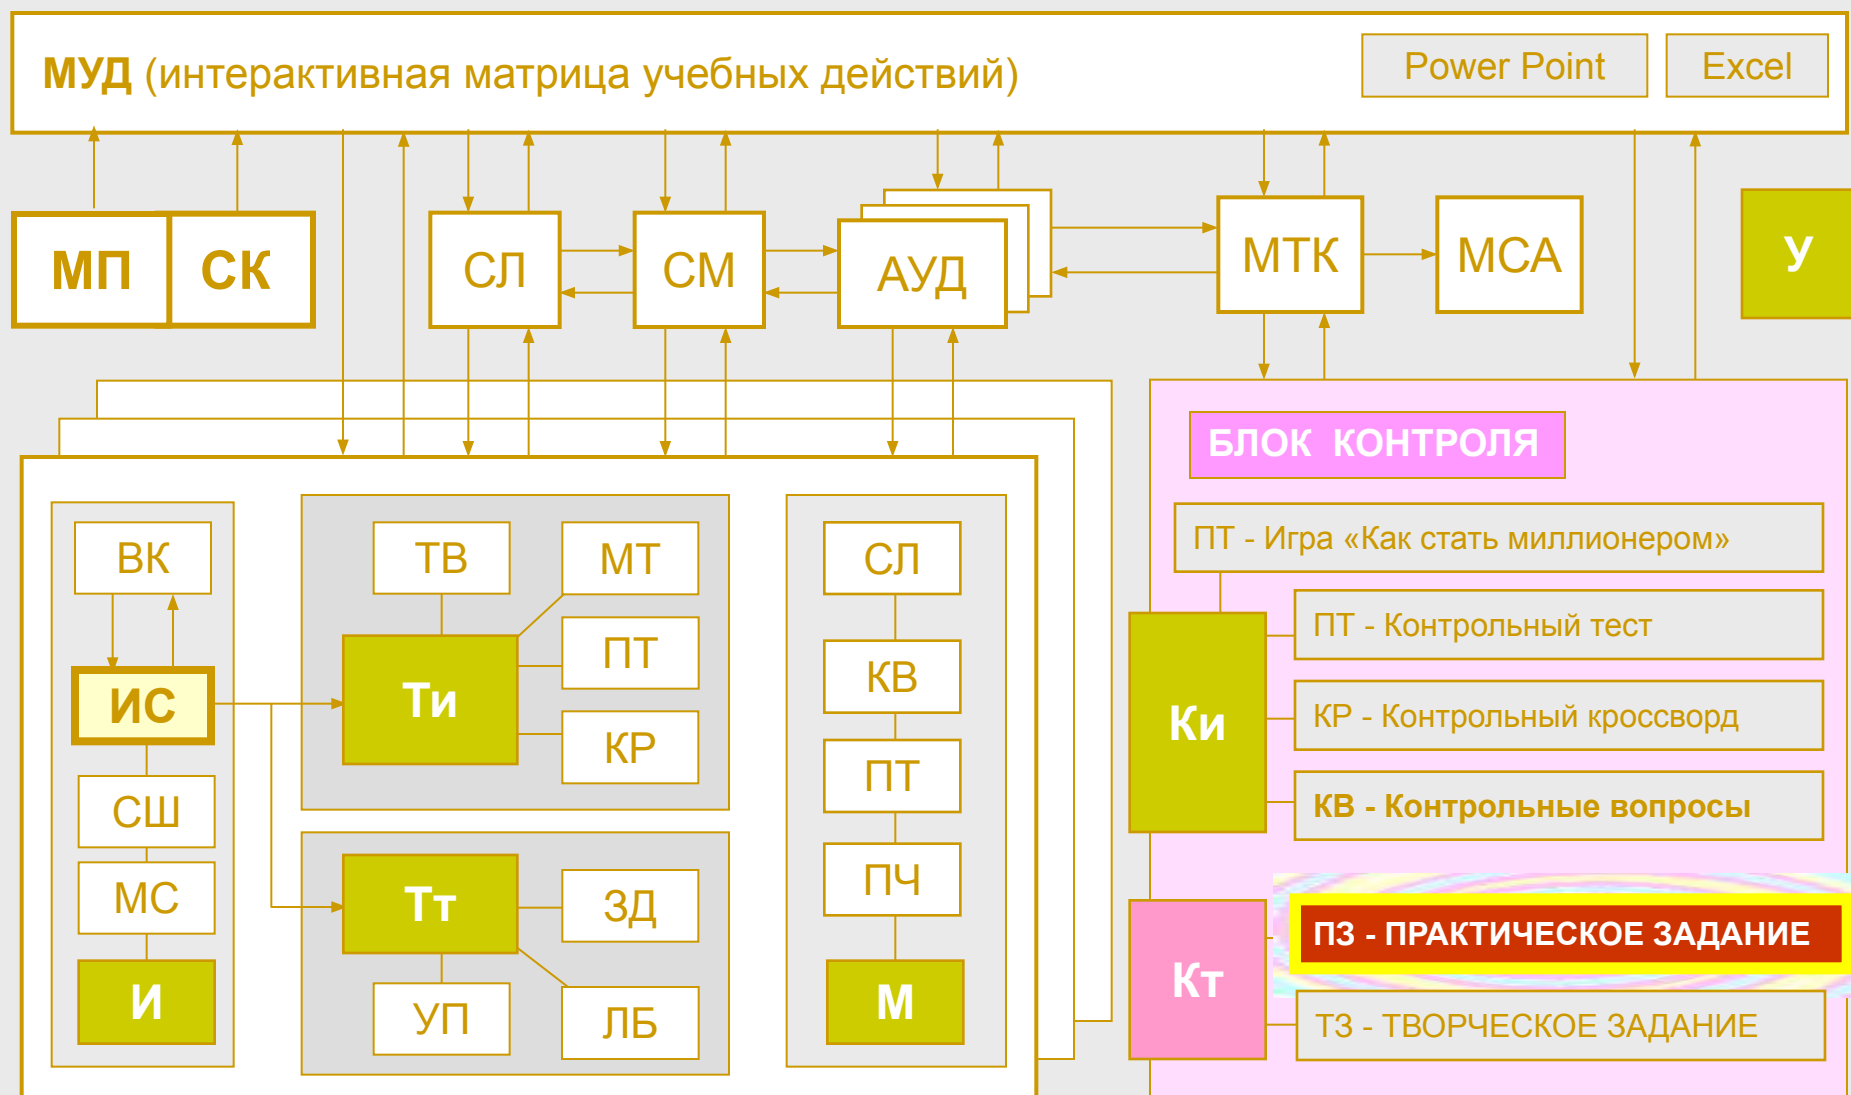 МУД (интерактивная матрица учебных действий)
Power Point
Excel
МП
СК
СЛ
СМ
АУД
МТК
МСА
У
БЛОК КОНТРОЛЯ
ВК
ИС
СШ
МС
И
ТВ
МТ
ПТ
КР
Ти
Тт
ЗД
УП
ЛБ
СЛ
КВ
ПТ
ПЧ
М
ПТ - Игра «Как стать миллионером»
Ки
ПТ - Контрольный тест
КР - Контрольный кроссворд
КВ - Контрольные вопросы
Кт
ПЗ - ПРАКТИЧЕСКОЕ ЗАДАНИЕ
ТЗ - ТВОРЧЕСКОЕ ЗАДАНИЕ